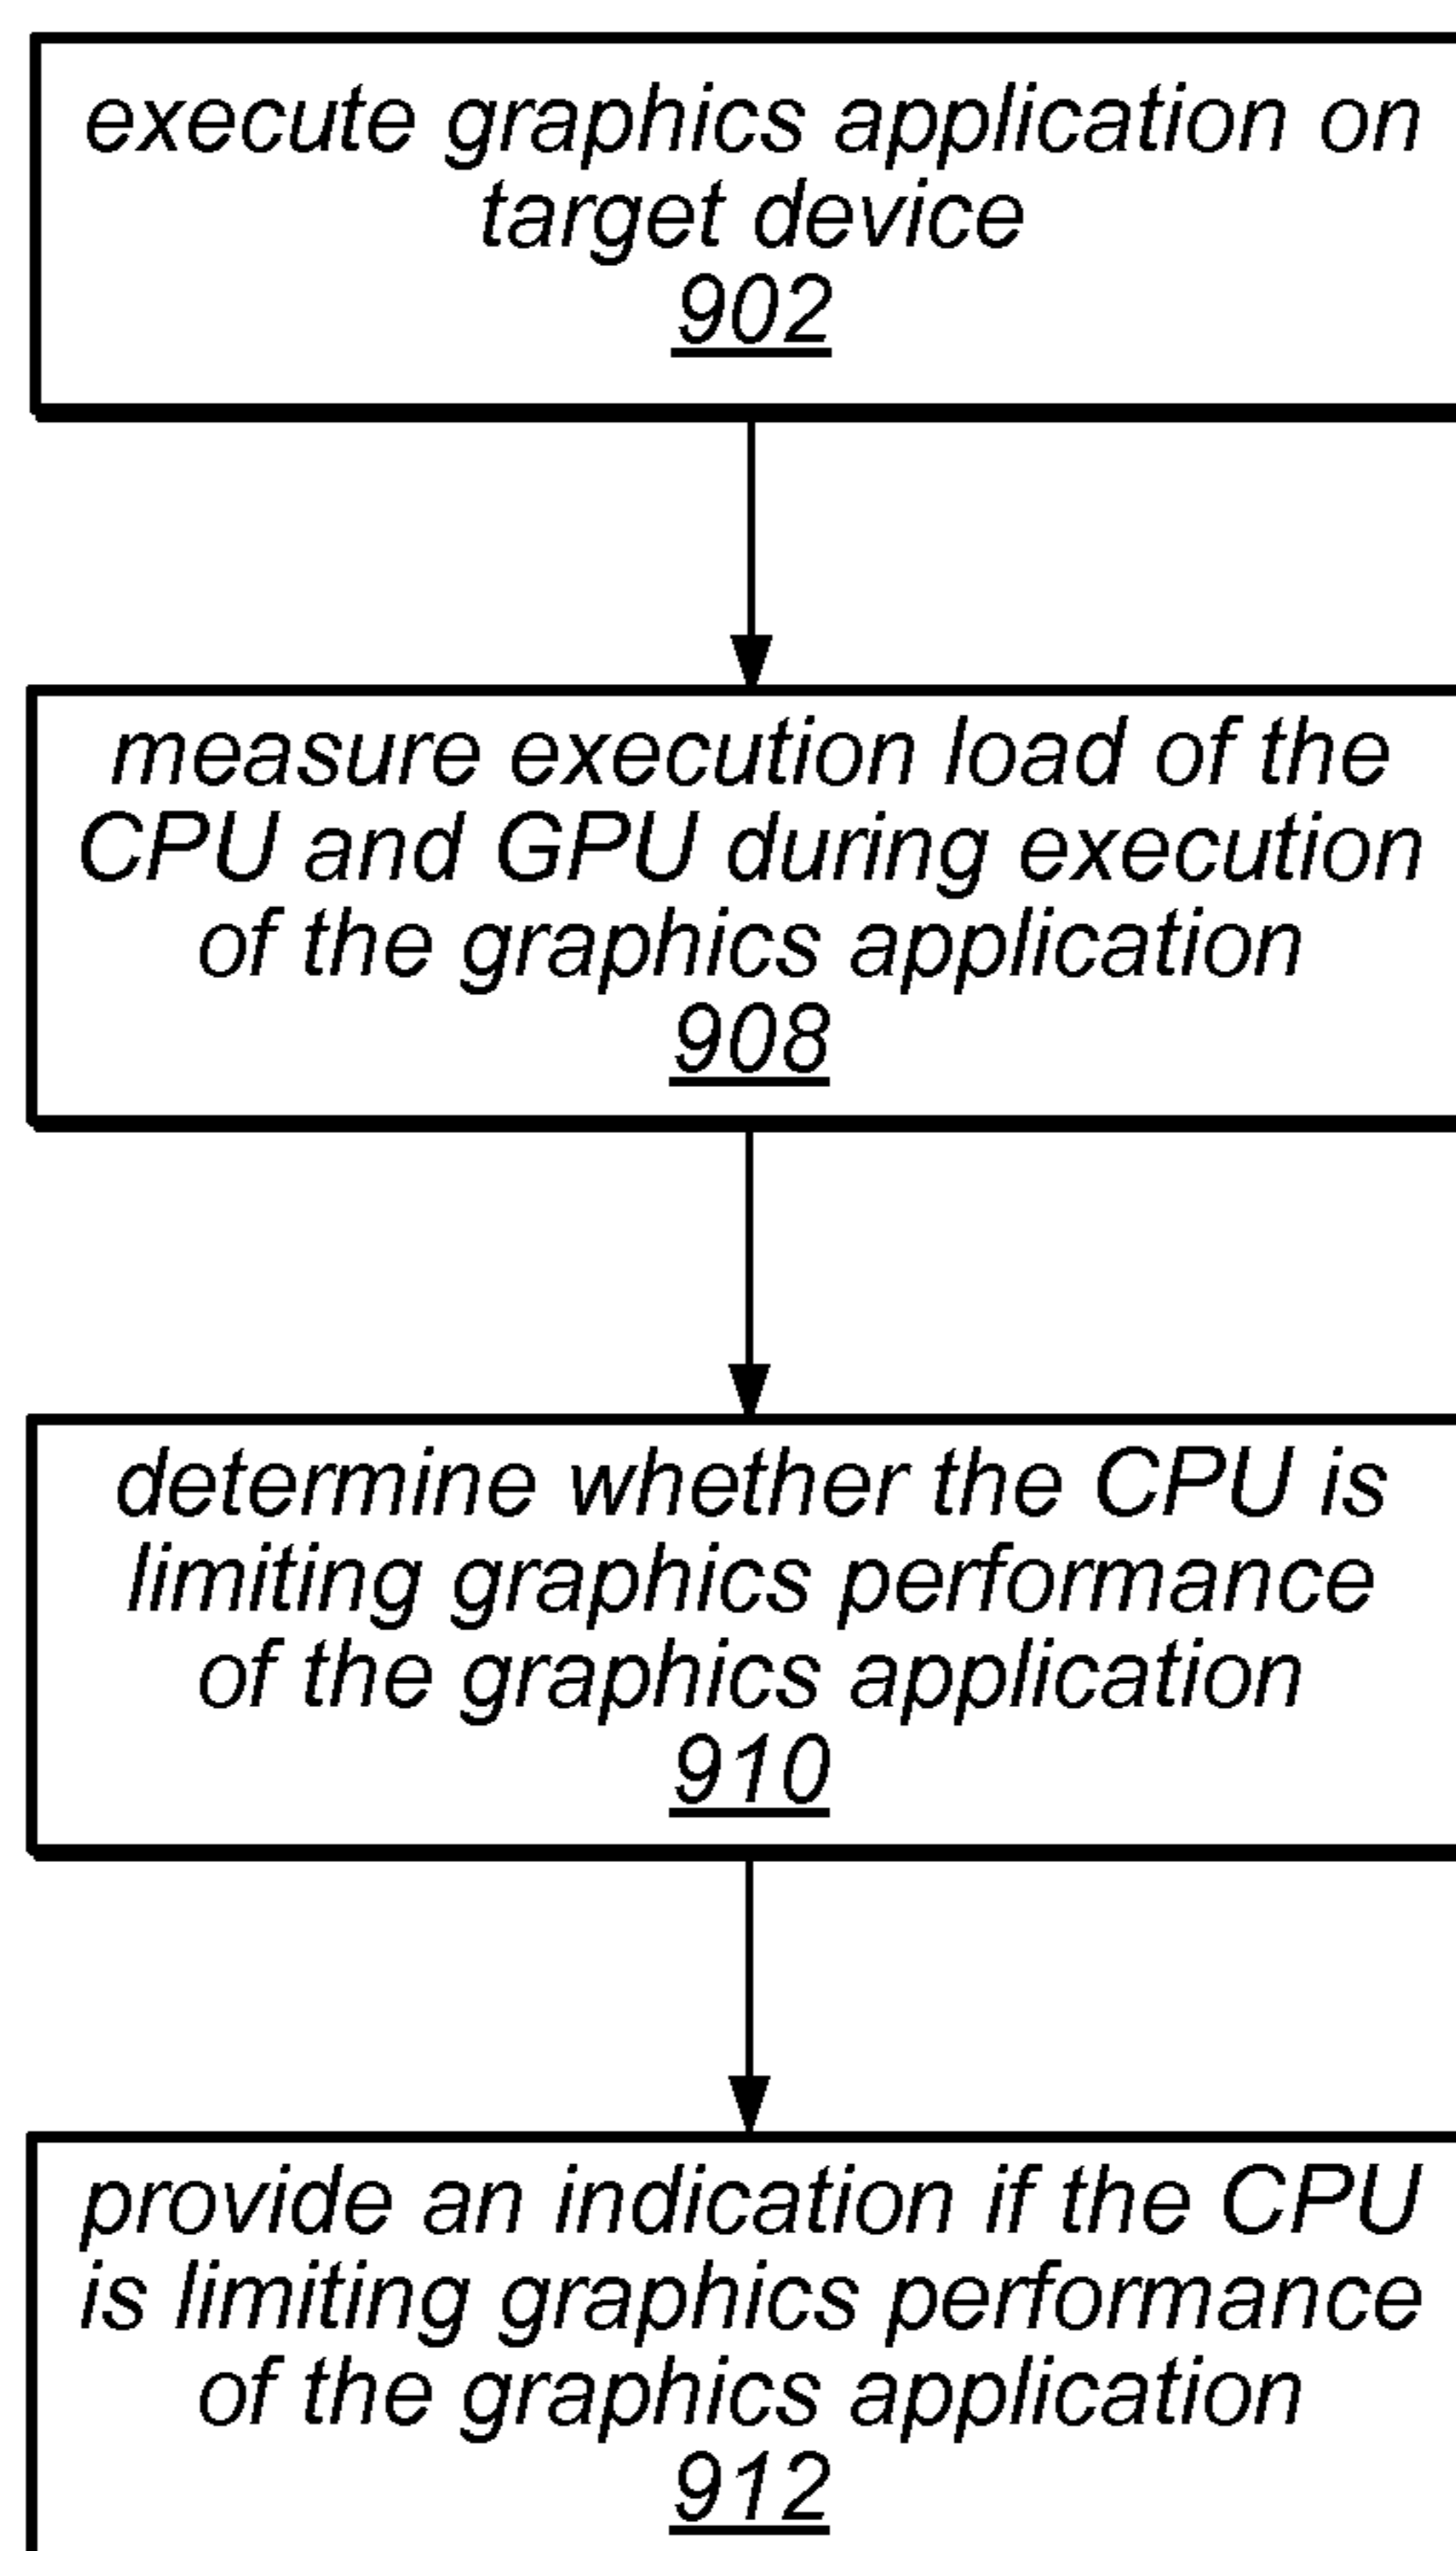 execute graphics application on
target device
902
measure execution load of the
CPU and GPU during execution
of the graphics application
908
determine whether the CPU is
limiting graphics performance
of the graphics application
910
provide an indication if the CPU
is limiting graphics performance
of the graphics application
912